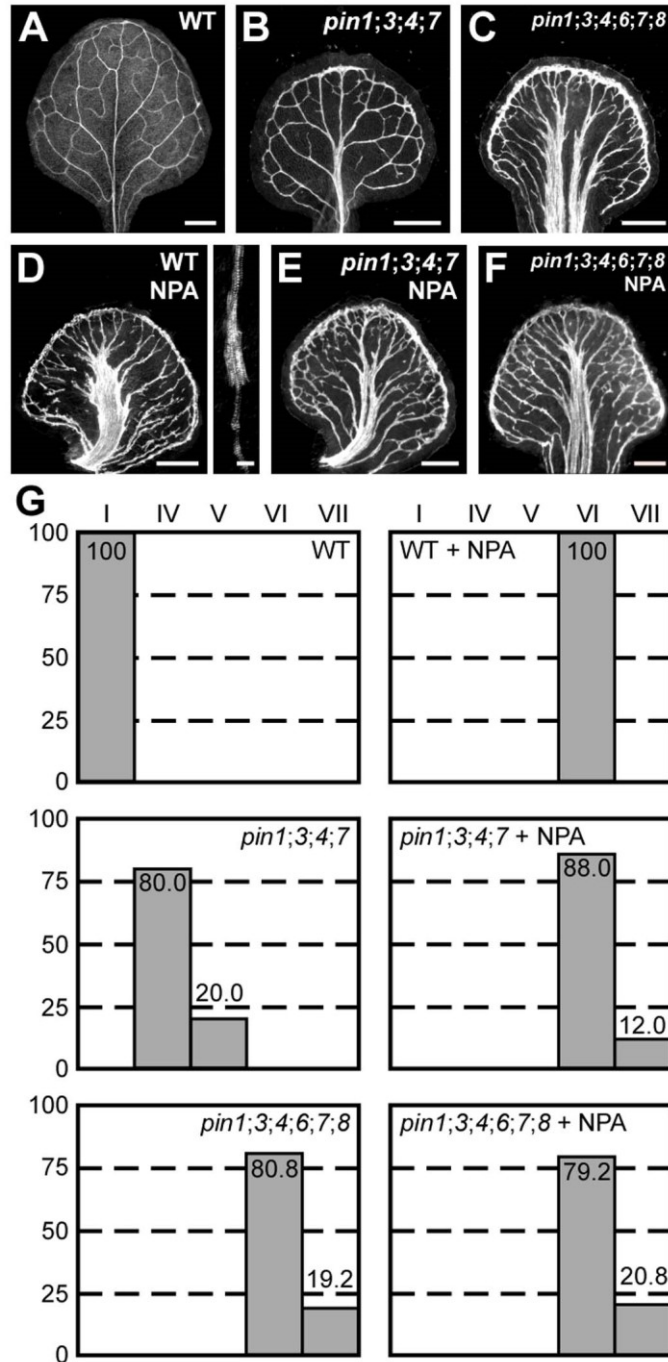 A WT
B pin1;3;4;7
C pin1;3;4;6;7;8
D WT
NPA
E pin1;3;4;7
NPA
F pin1;3;4;6;7;8
NPA
G
I IV V VI VII
I IV V VI VII
100
75
50
25
0
100
WT
WT + NPA
100
100
75
50
25
0
pin1;3;4;7
80.0
20.0
pin1;3;4;7 + NPA
88.0
12.0
100
75
50
25
0
pin1;3;4;6;7;8
80.8
19.2
pin1;3;4;6;7;8 + NPA
79.2
20.8